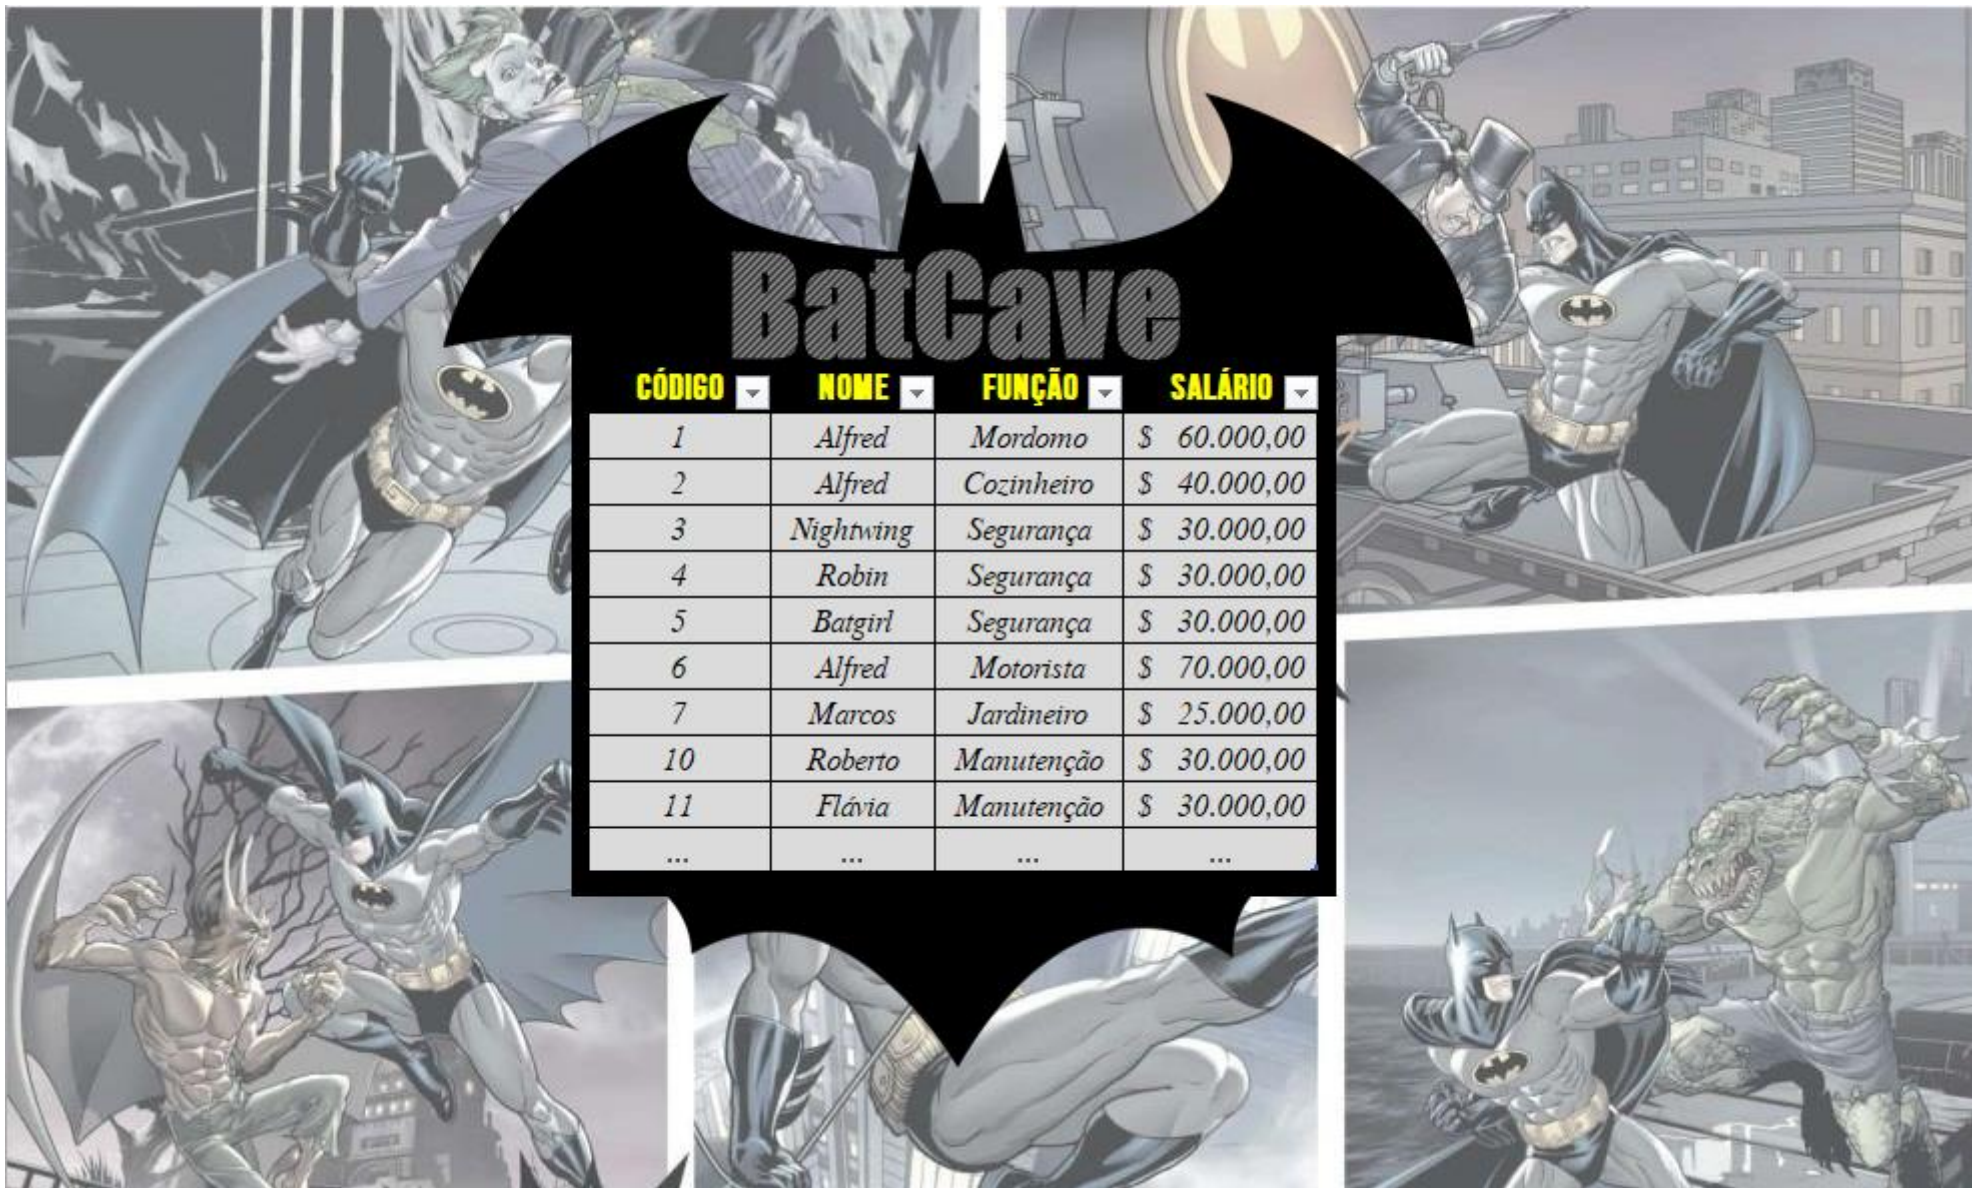 BatCave
CÓDIGO NOME FUNÇÃO SALÁRIO
1 Alfred Mordomo $ 60.000,00
2 Alfred Cozinheiro $ 40.000,00
3 Nightwing Segurança $ 30.000,00
4 Robin Segurança $ 30.000,00
5 Batgirl Segurança $ 30.000,00
6 Alfred Motorista $ 70.000,00
7 Marcos Jardineiro $ 25.000,00
10 Roberto Manutenção $ 30.000,00
11 Flávia Manutenção $ 30.000,00
... ... ... ...